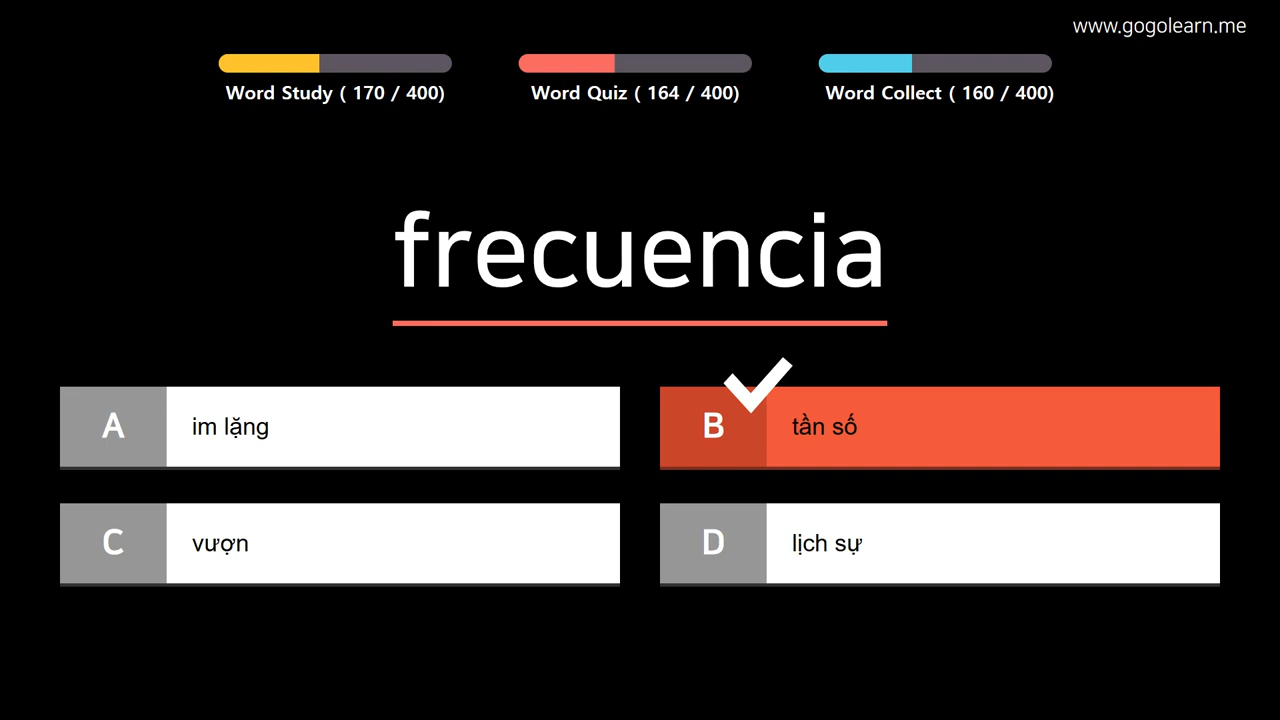 www.gogolearn.me
Word Study ( 170 / 400)
Word Quiz ( 164 / 400)
Word Collect ( 160 / 400)
frecuencia
A im lặng
B tần số
C vượn
D lịch sự